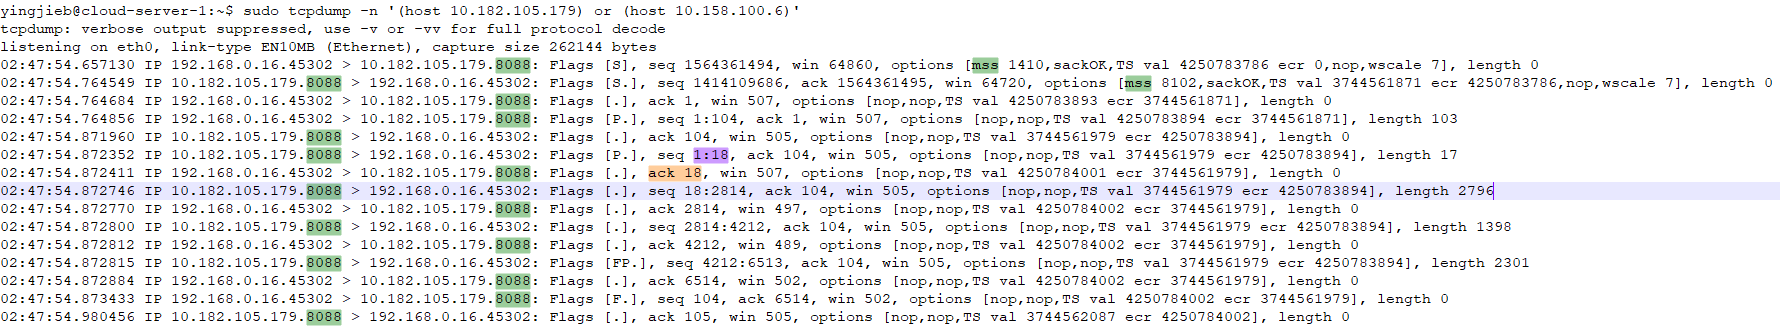 yingjieb@cloud-server-1:~$ sudo tcpdump -n '(host 10.182.105.179) or (host 10.158.100.6)'
tcpdump: verbose output suppressed, use -v or -vv for full protocol decode
listening on eth0, link-type EN10MB (Ethernet), capture size 262144 bytes
02:47:54.657130 IP 192.168.0.16.45302 > 10.182.105.179.8088: Flags [S], seq 1564361494, win 64860, options [mss 1410,sackOK,TS val 4250783786 ecr 0,nop,wscale 7], length 0
02:47:54.764549 IP 10.182.105.179.8088 > 192.168.0.16.45302: Flags [S.], seq 1414109686, ack 1564361495, win 64720, options [mss 8102,sackOK,TS val 3744561871 ecr 4250783786,nop,wscale 7], length 0
02:47:54.764684 IP 192.168.0.16.45302 > 10.182.105.179.8088: Flags [.], ack 1, win 507, options [nop,nop,TS val 4250783893 ecr 3744561871], length 0
02:47:54.764856 IP 192.168.0.16.45302 > 10.182.105.179.8088: Flags [P.], seq 1:104, ack 1, win 507, options [nop,nop,TS val 4250783894 ecr 3744561871], length 103
02:47:54.871960 IP 10.182.105.179.8088 > 192.168.0.16.45302: Flags [.], ack 104, win 505, options [nop,nop,TS val 3744561979 ecr 4250783894], length 0
02:47:54.872352 IP 10.182.105.179.8088 > 192.168.0.16.45302: Flags [P.], seq 1:18, ack 104, win 505, options [nop,nop,TS val 3744561979 ecr 4250783894], length 17
02:47:54.872411 IP 192.168.0.16.45302 > 10.182.105.179.8088: Flags [.], ack 18, win 507, options [nop,nop,TS val 4250784001 ecr 3744561979], length 0
02:47:54.872746 IP 10.182.105.179.8088 > 192.168.0.16.45302: Flags [.], seq 18:2814, ack 104, win 505, options [nop,nop,TS val 3744561979 ecr 4250783894], length 2796
02:47:54.872770 IP 192.168.0.16.45302 > 10.182.105.179.8088: Flags [.], ack 2814, win 497, options [nop,nop,TS val 4250784002 ecr 3744561979], length 0
02:47:54.872800 IP 10.182.105.179.8088 > 192.168.0.16.45302: Flags [.], seq 2814:4212, ack 104, win 505, options [nop,nop,TS val 3744561979 ecr 4250783894], length 1398
02:47:54.872812 IP 192.168.0.16.45302 > 10.182.105.179.8088: Flags [.], ack 4212, win 489, options [nop,nop,TS val 4250784002 ecr 3744561979], length 0
02:47:54.872815 IP 10.182.105.179.8088 > 192.168.0.16.45302: Flags [FP.], seq 4212:6513, ack 104, win 505, options [nop,nop,TS val 3744561979 ecr 4250783894], length 2301
02:47:54.872884 IP 192.168.0.16.45302 > 10.182.105.179.8088: Flags [.], ack 6514, win 502, options [nop,nop,TS val 4250784002 ecr 3744561979], length 0
02:47:54.873433 IP 192.168.0.16.45302 > 10.182.105.179.8088: Flags [F.], seq 104, ack 6514, win 502, options [nop,nop,TS val 4250784002 ecr 3744561979], length 0
02:47:54.980456 IP 10.182.105.179.8088 > 192.168.0.16.45302: Flags [.], ack 105, win 505, options [nop,nop,TS val 3744562087 ecr 4250784002], length 0